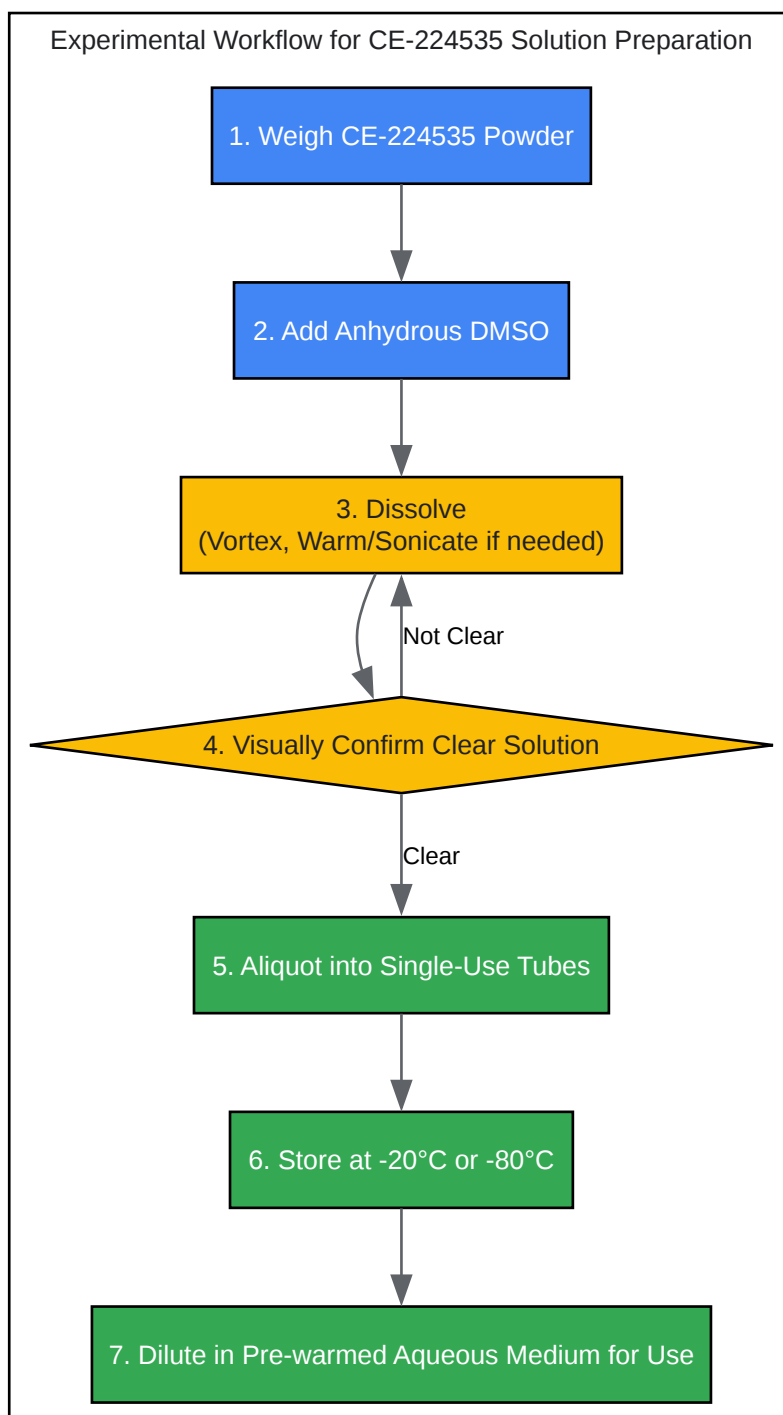 Experimental Workflow for CE-224535 Solution Preparation
1. Weigh CE-224535 Powder
2. Add Anhydrous DMSO
3. Dissolve
(Vortex, Warm/Sonicate if needed)
Not Clear
4. Visually Confirm Clear Solution
Clear
5. Aliquot into Single-Use Tubes
6. Store at -20°C or -80°C
7. Dilute in Pre-warmed Aqueous Medium for Use